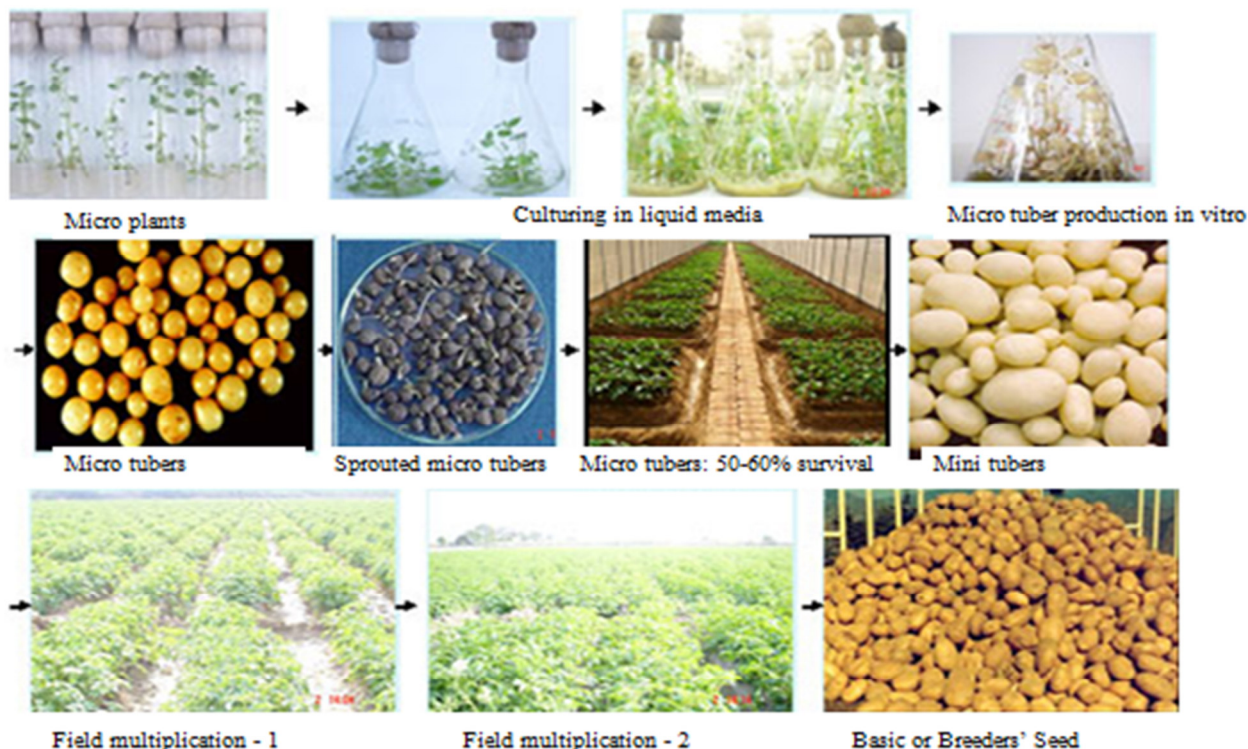 Micro plants
Culturing in liquid media
Micro tuber production in vitro
Micro tubers
Sprouted micro tubers
Micro tubers: 50-60% survival
Mini tubers
Field multiplication - 1
Field multiplication - 2
Basic or Breeders’ Seed